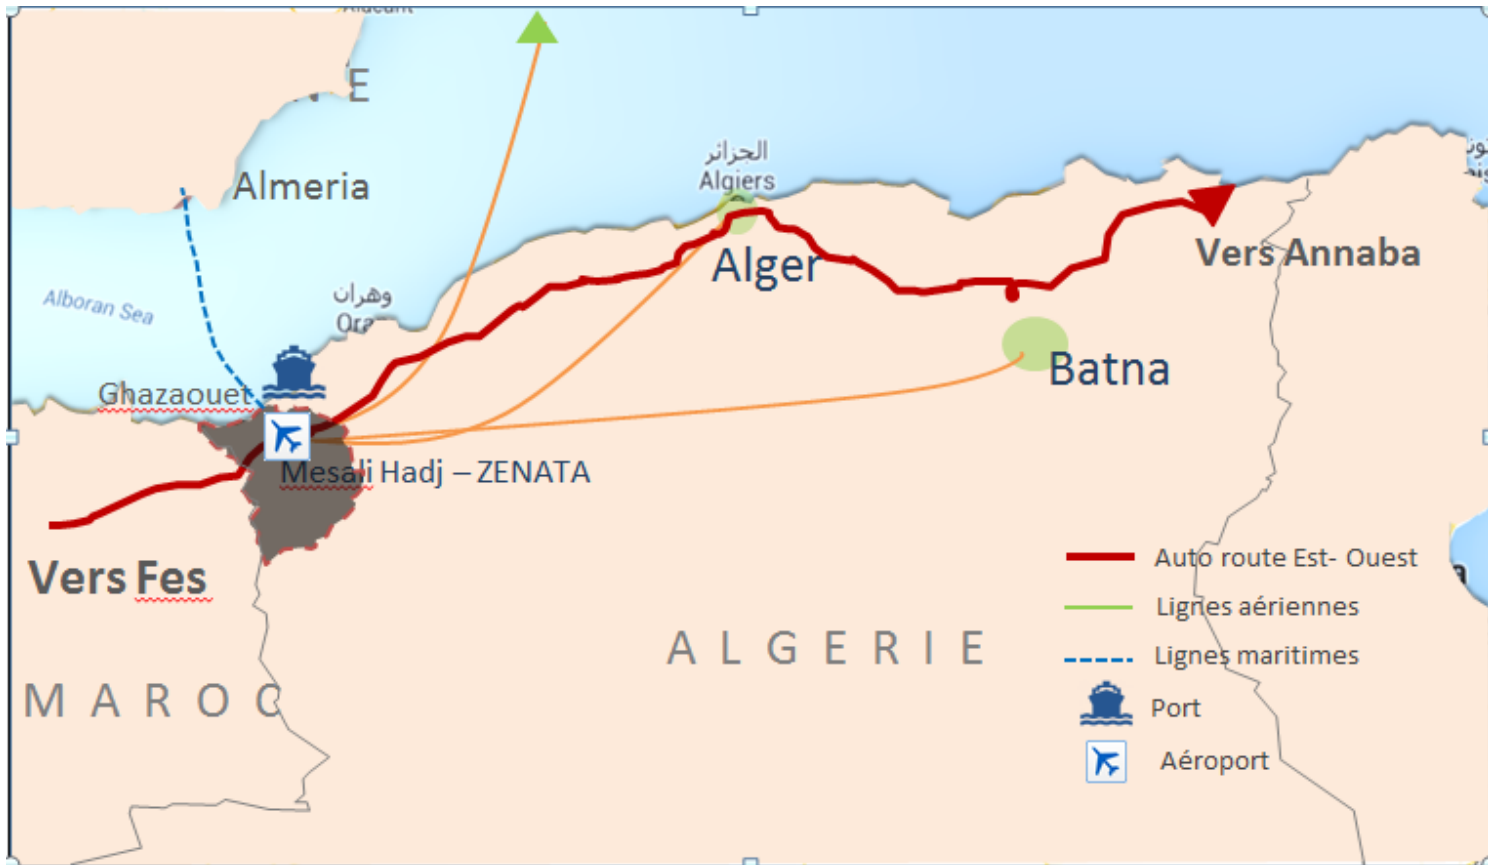 Almeria
الجزائر
Algiers
Alger
Vers Annaba
Alboran Sea
وهران
Batna
Ghazaouet
Mesali Hadj – ZENATA
Vers Fes
Auto route Est- Ouest
Lignes aériennes
Lignes maritimes
Port
Aéroport
ALGERIE
MAROC